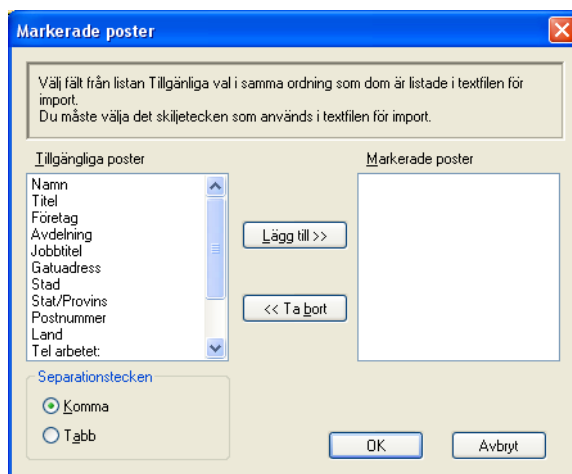 Markerade poster
Välj fält från listan Tillgänliga val i samma ordning som dom är listade i textfilen för
import.
Du måste välja det skiljetecken som används i textfilen för import.
Tillgängliga poster
Markerade poster
Namn
Titel
Företag
Avdelning
Jobbtitel
Gatuadress
Stad
Stat/Provins
Postnummer
Land
Tel arbetet:
Lägg till >>
<< Ta bort
Separationstecken
Komma
Tabb
OK
Avbryt